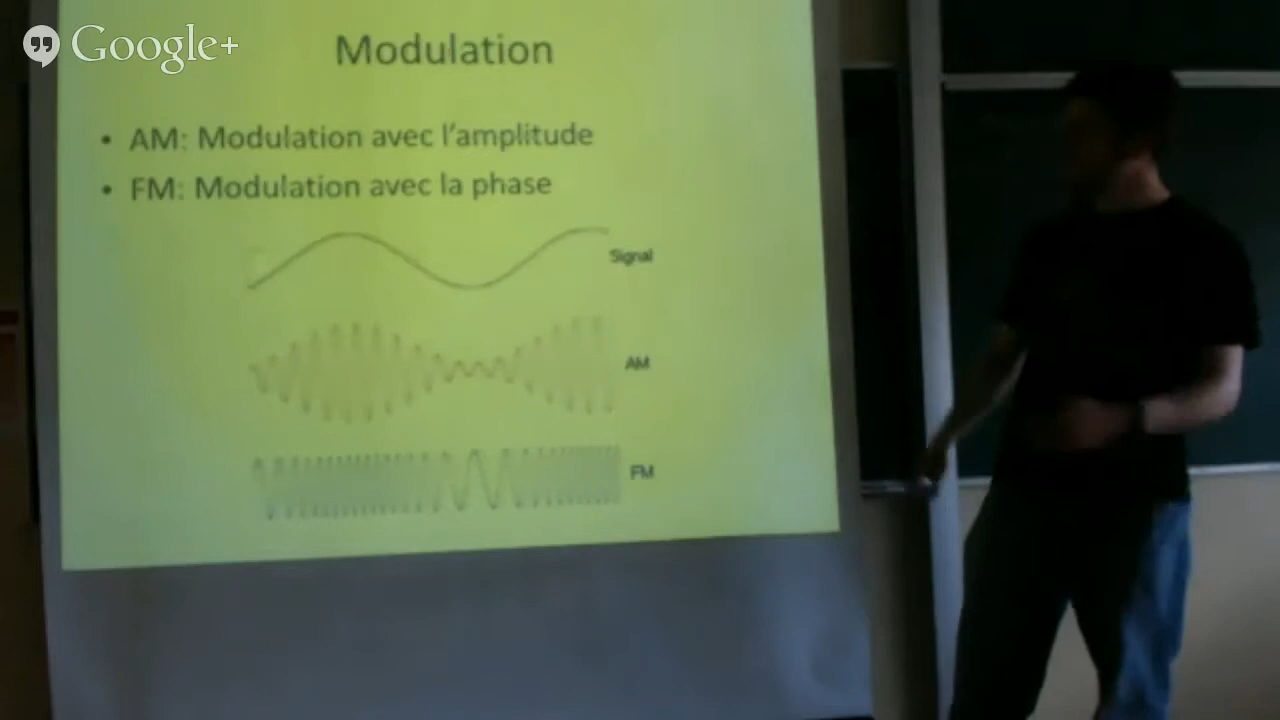 Google+
Modulation
• AM: Modulation avec l'amplitude
• FM: Modulation avec la phase
Signal
AM
FM